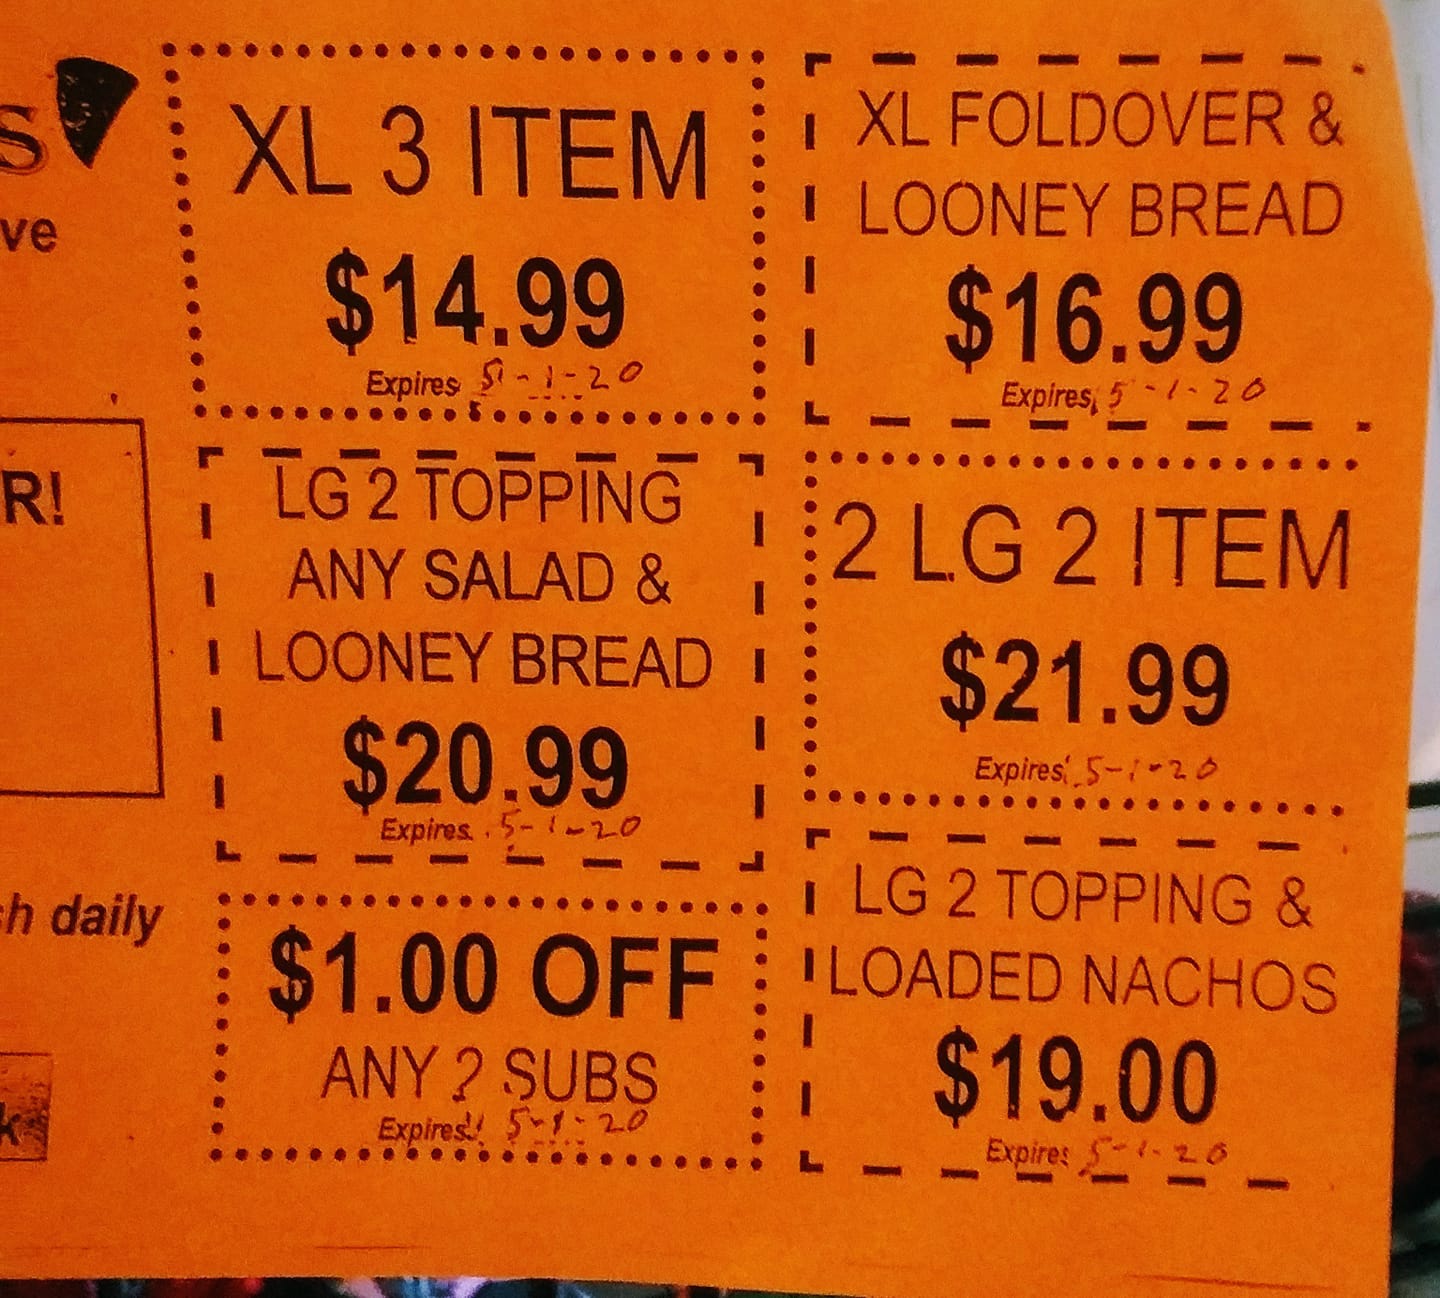 S
ve
R!
sh daily
k
XL 3 ITEM
$14.99
Expires 5-1-20
XL FOLDOVER &
LOONEY BREAD
$16.99
Expires 5-1-20
LG 2 TOPPING
ANY SALAD &
LOONEY BREAD
$20.99
Expires 5-1-20
2 LG 2 ITEM
$21.99
Expires 5-1-20
$1.00 OFF
ANY 2 SUBS
Expires 5-1-20
LG 2 TOPPING &
LOADED NACHOS
$19.00
Expires 5-1-20